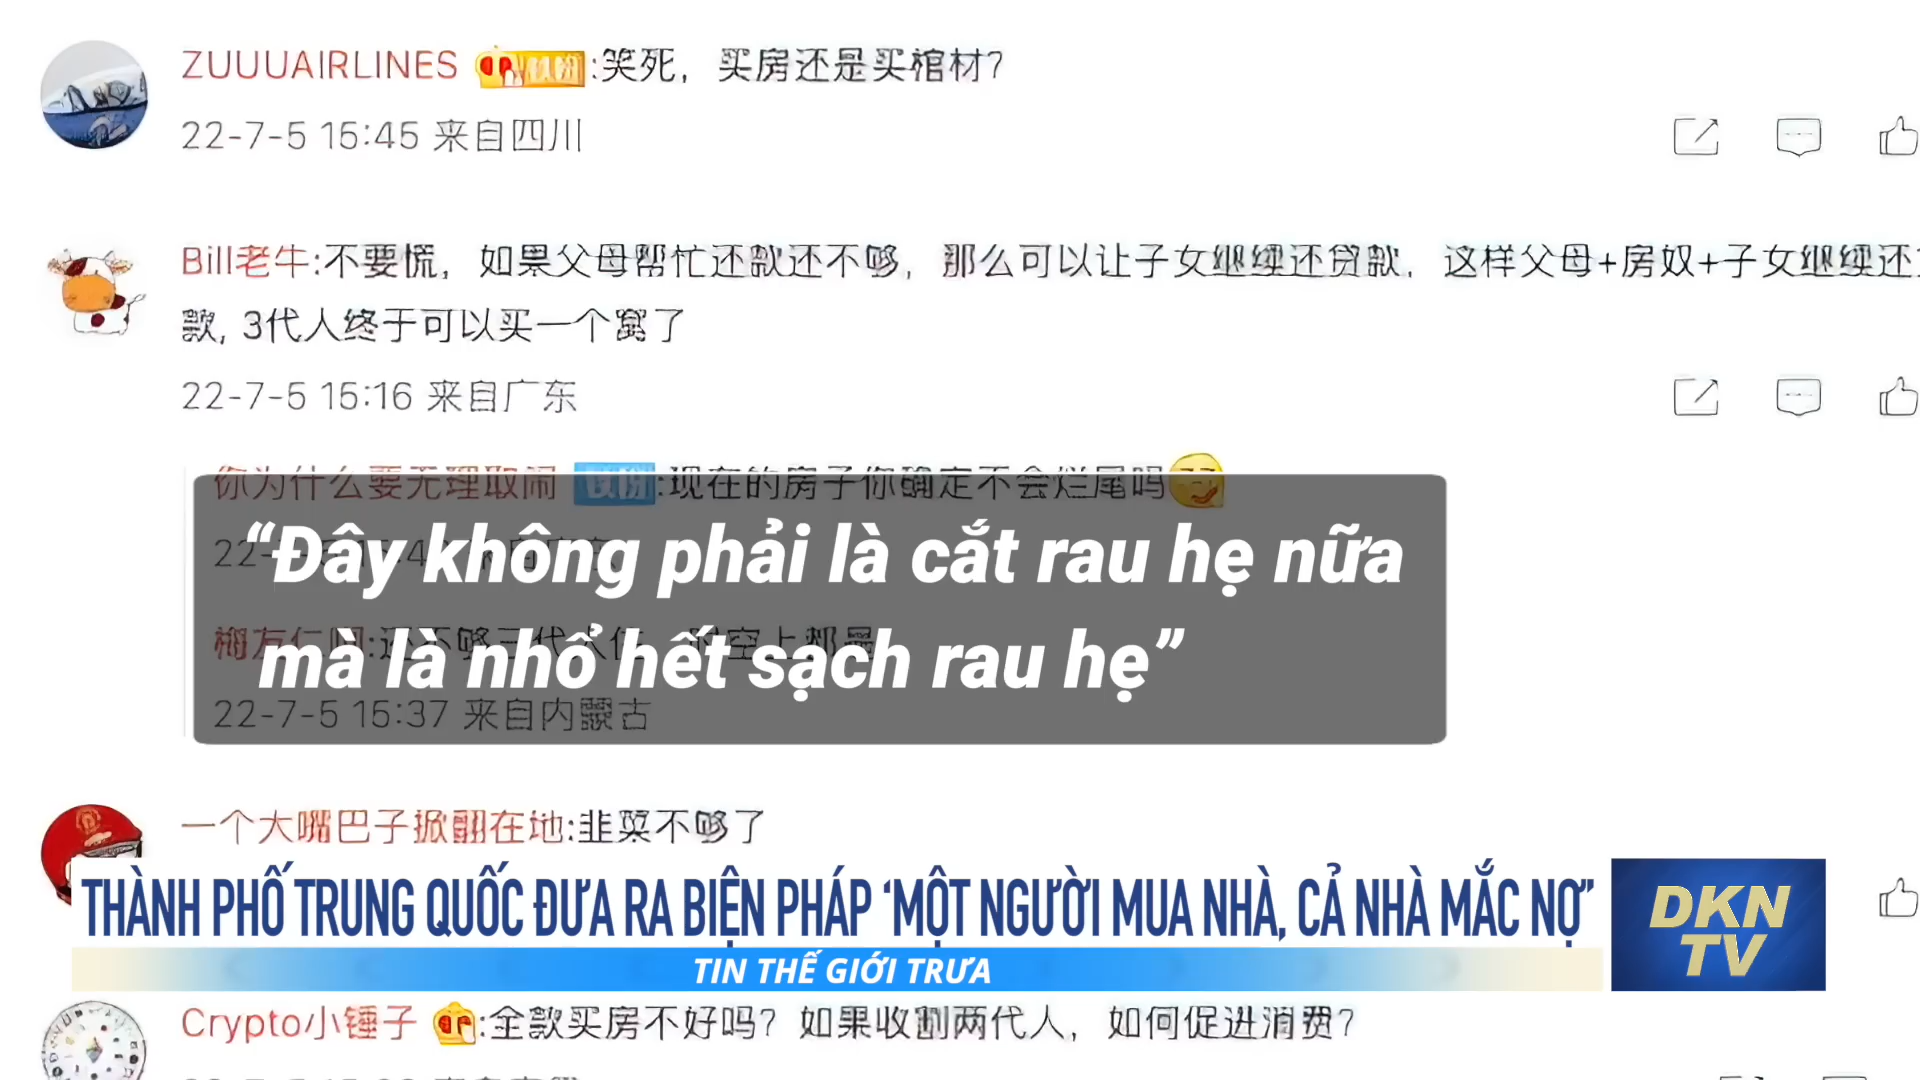 ZUUUAIRLINES :笑死，买房还是买棺材?
22-7-5 15:45 来自四川
Bill老牛:不要慌，如果父母帮忙还款还不够，那么可以让子女继续还贷款，这样父母+房奴+子女继续还
款, 3代人终于可以买一个窝了
22-7-5 15:16 来自广东
你为什么要无理取闹 :现在的房子你确定不会烂尾吗
“Đây không phải là cắt rau hẹ nữa
mà là nhổ hết sạch rau hẹ”
22-7-5 15:37 来自内蒙古
一个大嘴巴子掀翻在地:韭菜不够了
THÀNH PHỐ TRUNG QUỐC ĐƯA RA BIỆN PHÁP ‘MỘT NGƯỜI MUA NHÀ, CẢ NHÀ MẮC NỢ’
DKN
TV
TIN THẾ GIỚI TRƯA
Crypto小锤子 :全款买房不好吗? 如果收割两代人，如何促进消费?